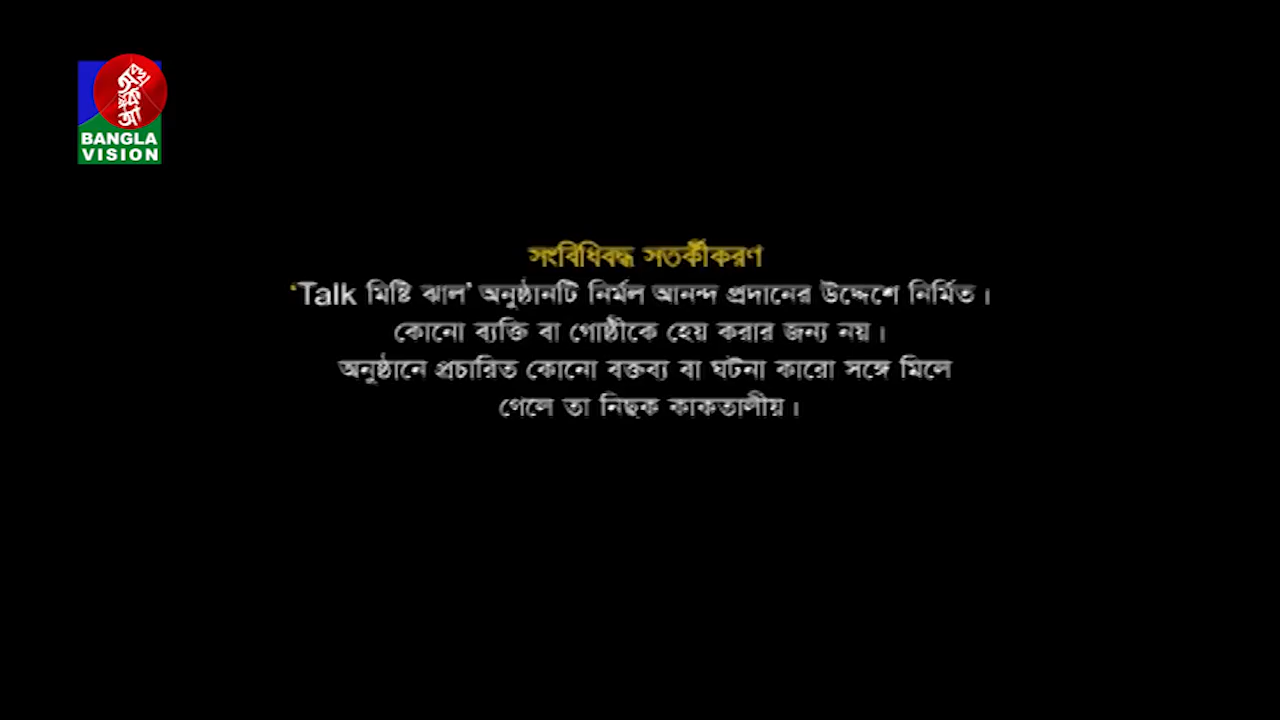 BANGLA
VISION
সংবিধিবদ্ধ সতর্কীকরণ
‘Talk মিষ্টি ঝাল’ অনুষ্ঠানটি নির্মল আনন্দ প্রদানের উদ্দেশে নির্মিত।
কোনো ব্যক্তি বা গোষ্ঠীকে হেয় করার জন্য নয়।
অনুষ্ঠানে প্রচারিত কোনো বক্তব্য বা ঘটনা কারো সঙ্গে মিলে
গেলে তা নিছক কাকতালীয়।